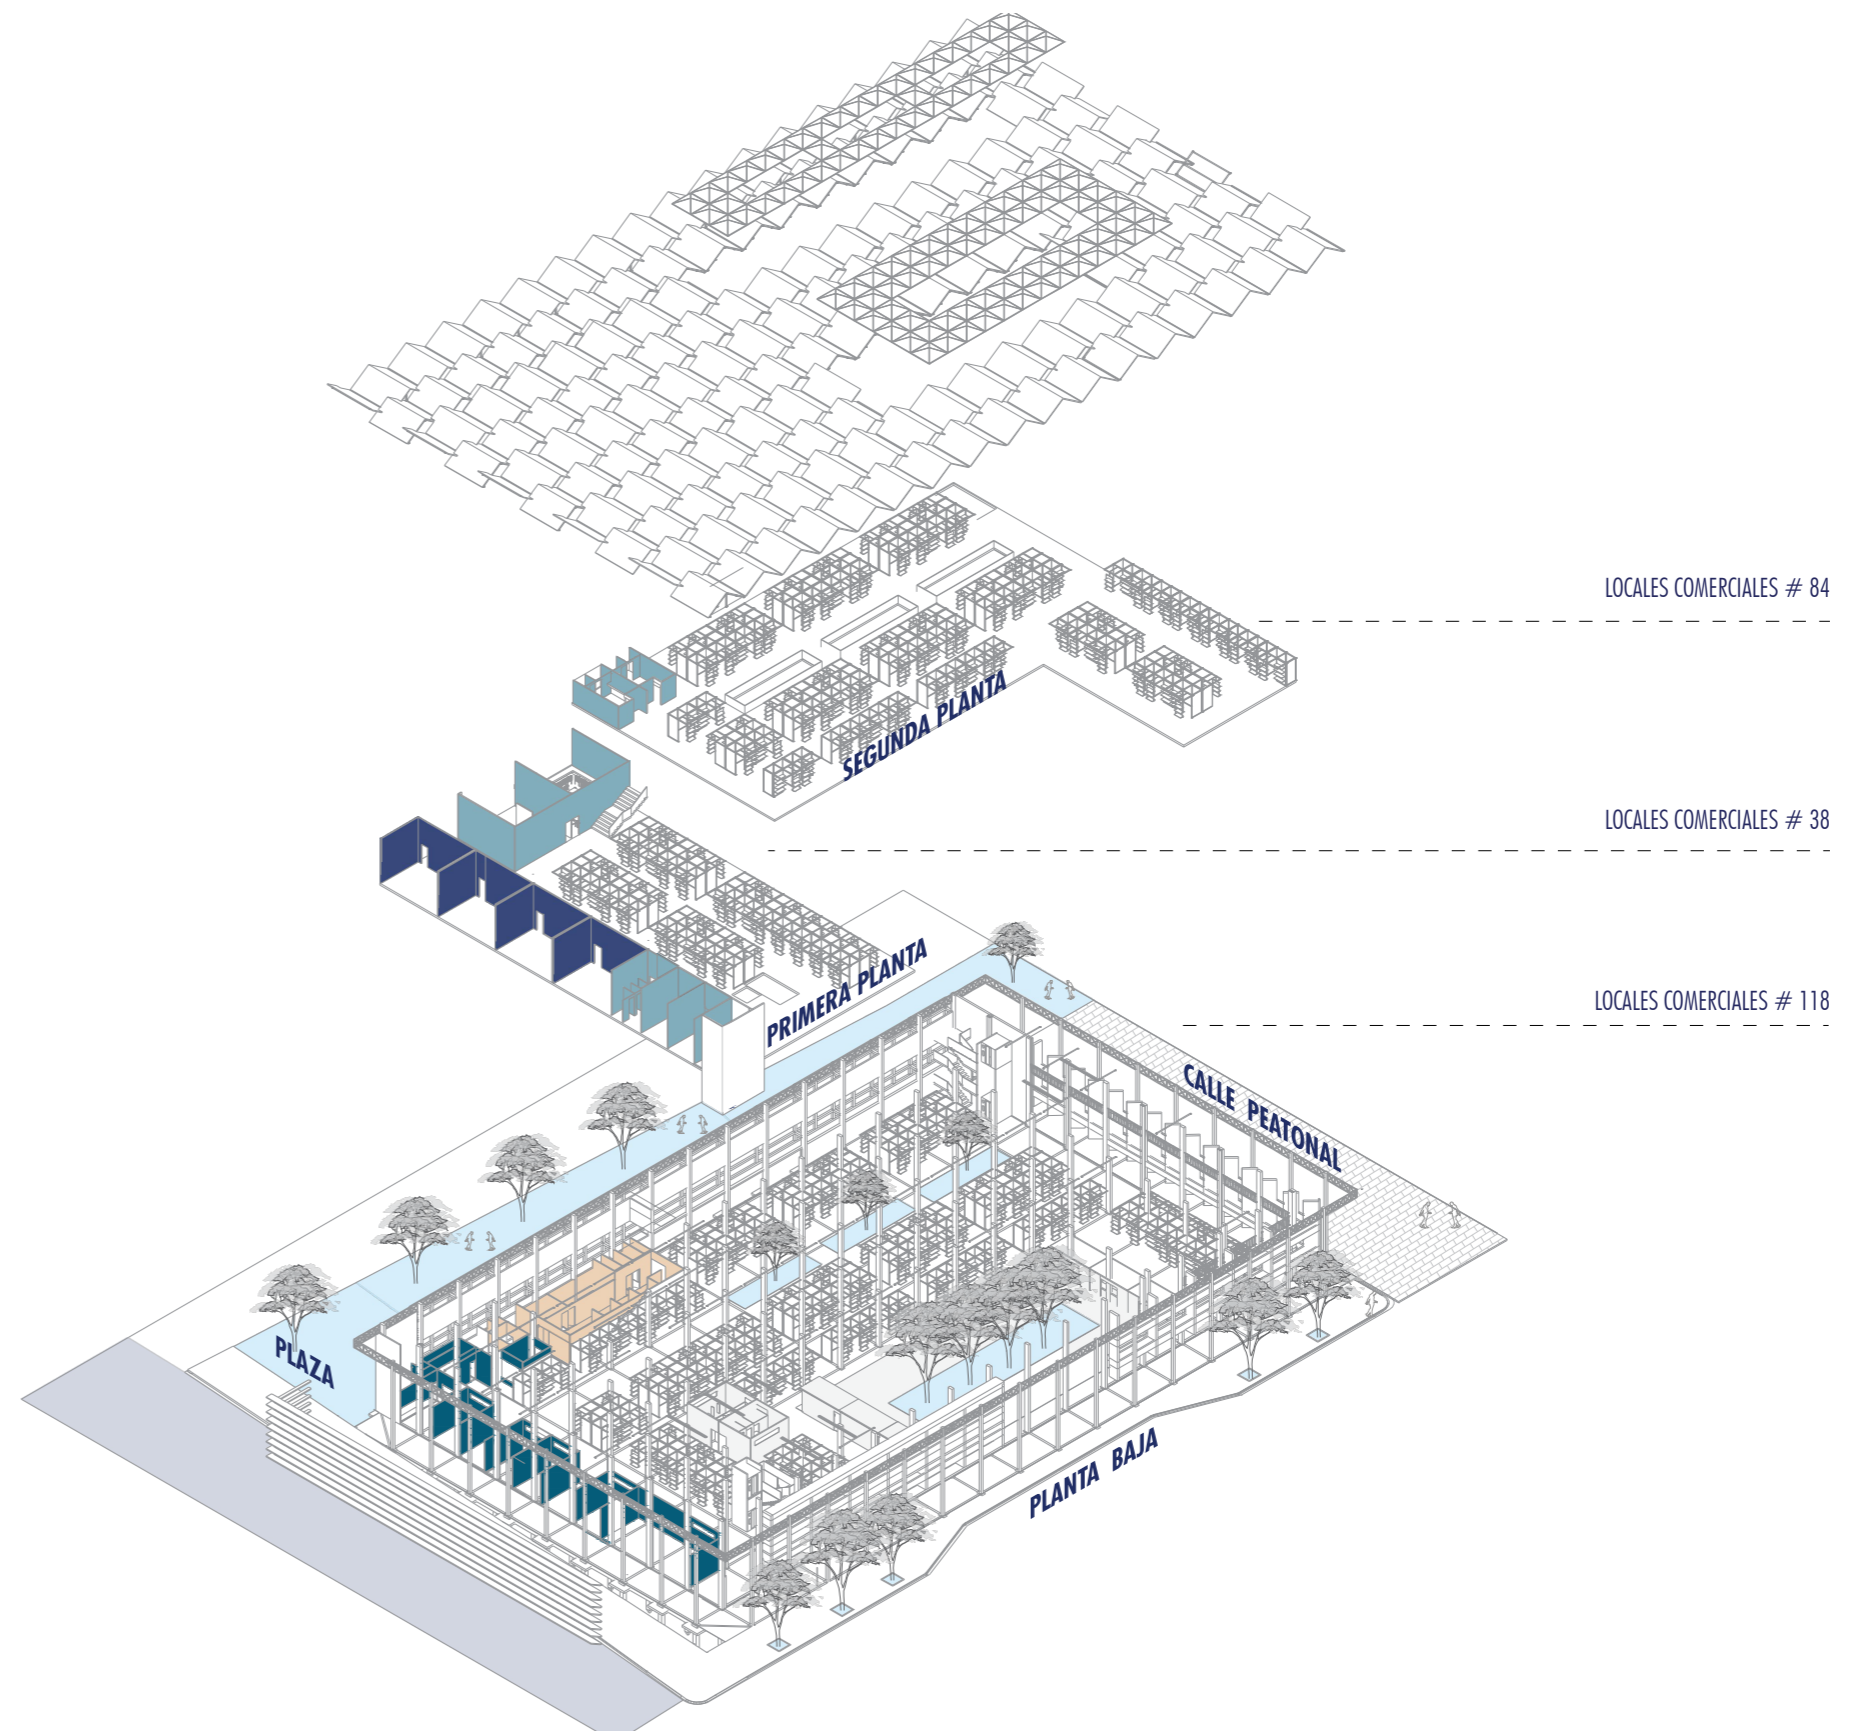 LOCALES COMERCIALES # 84
SEGUNDA PLANTA
LOCALES COMERCIALES # 38
PRIMERA PLANTA
LOCALES COMERCIALES # 118
CALLE PEATONAL
PLAZA
PLANTA BAJA